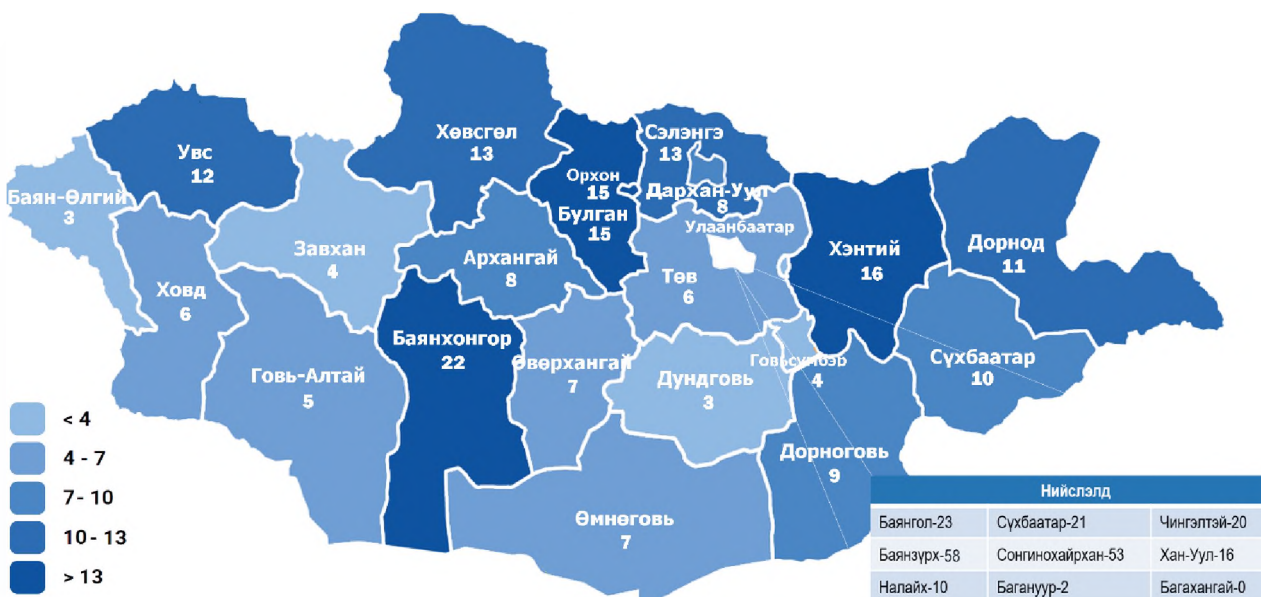 Увс
12
Хөвсгөл
13
Сэлэнгэ
13
Баян-Өлгий
3
Орхон
15
Булган
15
Дархан-Уул
8
Улаанбаатар
Завхан
4
Архангай
8
Ховд
6
Төв
6
Хэнтий
16
Дорнод
11
Баянхонгор
22
Говь-Алтай
5
Өвөрхангай
7
Дундговь
3
Говьсүмбэр
4
Сүхбаатар
10
Дорноговь
9
Өмнөговь
7
< 4
4 - 7
7 - 10
10 - 13
> 13
Нийслэлд
Баянгол-23 Сүхбаатар-21 Чингэлтэй-20
Баянзүрх-58 Сонгинохайрхан-53 Хан-Уул-16
Налайх-10 Багануур-2 Багахангай-0